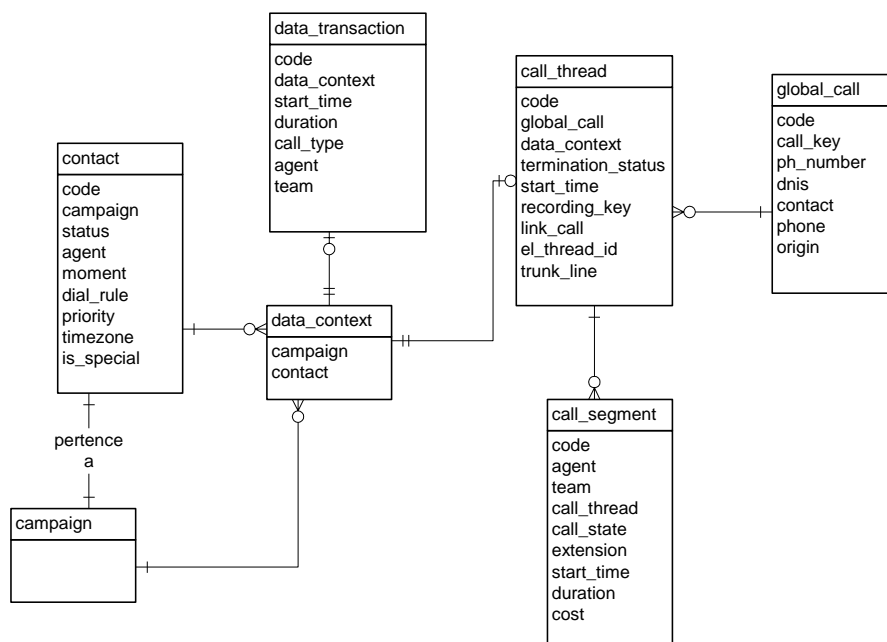 data_transaction
code
data_context
start_time
duration
call_type
agent
team
call_thread
code
global_call
data_context
termination_status
start_time
recording_key
link_call
el_thread_id
trunk_line
global_call
code
call_key
ph_number
dnis
contact
phone
origin
contact
code
campaign
status
agent
moment
dial_rule
priority
timezone
is_special
data_context
campaign
contact
pertence
a
campaign
call_segment
code
agent
team
call_thread
call_state
extension
start_time
duration
cost